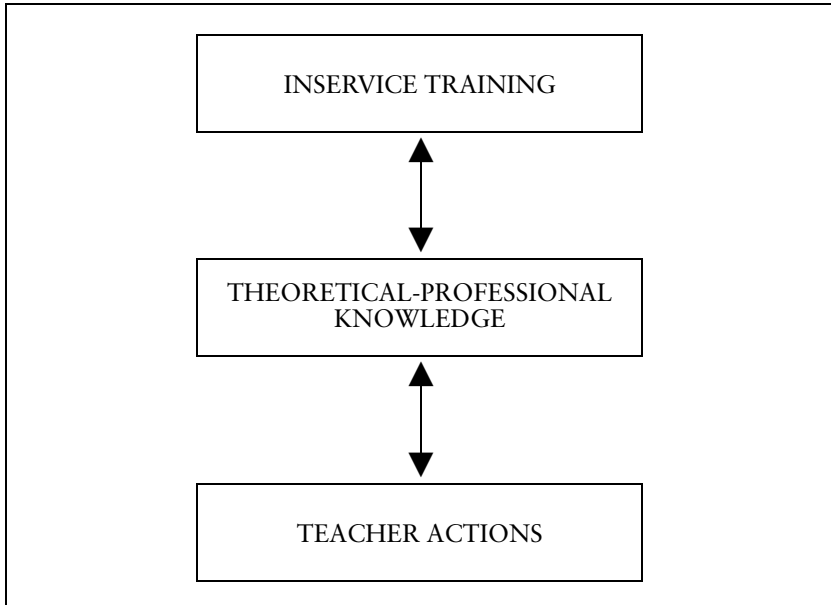 INSERVICE TRAINING
THEORETICAL-PROFESSIONAL
KNOWLEDGE
TEACHER ACTIONS